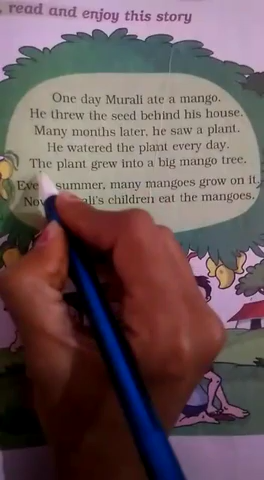 , read and enjoy this story
One day Murali ate a mango.
He threw the seed behind his house.
Many months later, he saw a plant.
He watered the plant every day.
The plant grew into a big mango tree.
summer, many mangoes grow on it.
children eat the mangoes.